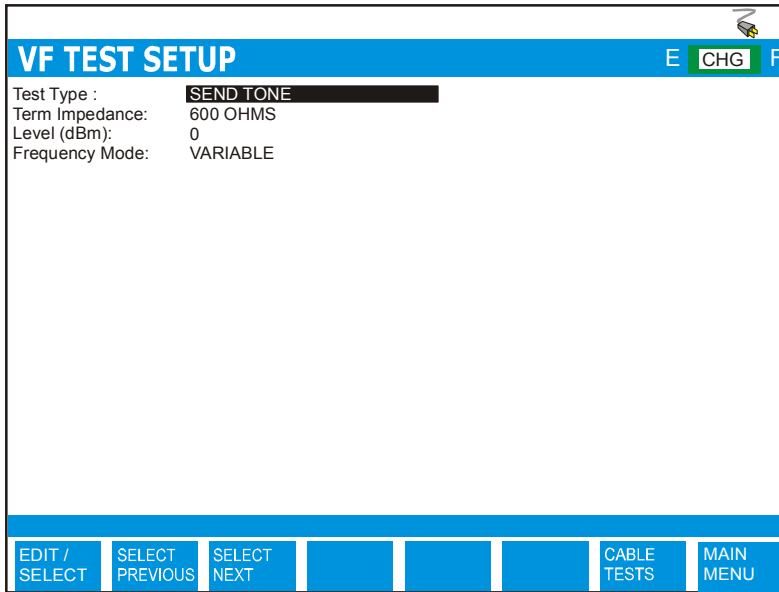 VF TEST SETUP
E CHG F
Test Type : SEND TONE
Term Impedance: 600 OHMS
Level (dBm): 0
Frequency Mode: VARIABLE
EDIT / SELECT PREVIOUS SELECT NEXT CABLE TESTS MAIN MENU